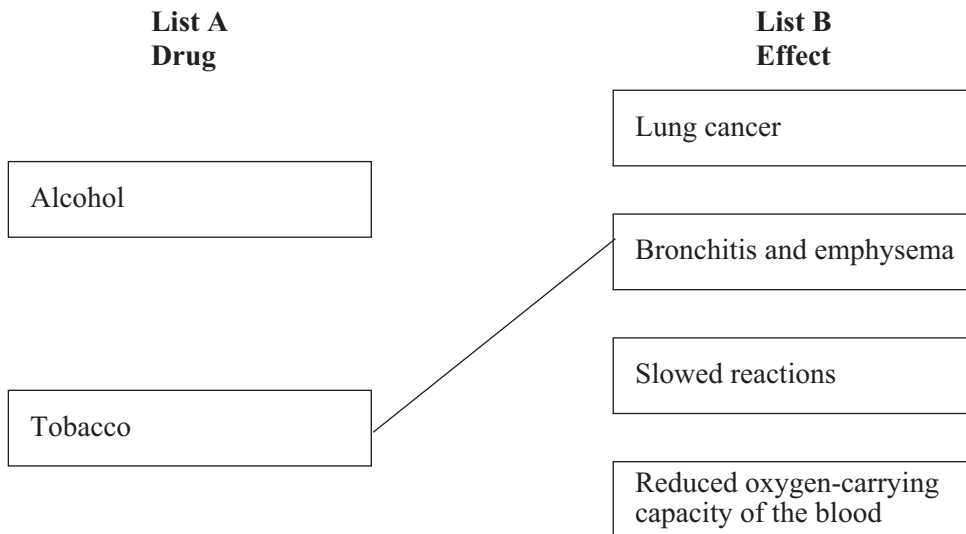 List A
Drug
List B
Effect
Alcohol
Tobacco
Lung cancer
Bronchitis and emphysema
Slowed reactions
Reduced oxygen-carrying
capacity of the blood